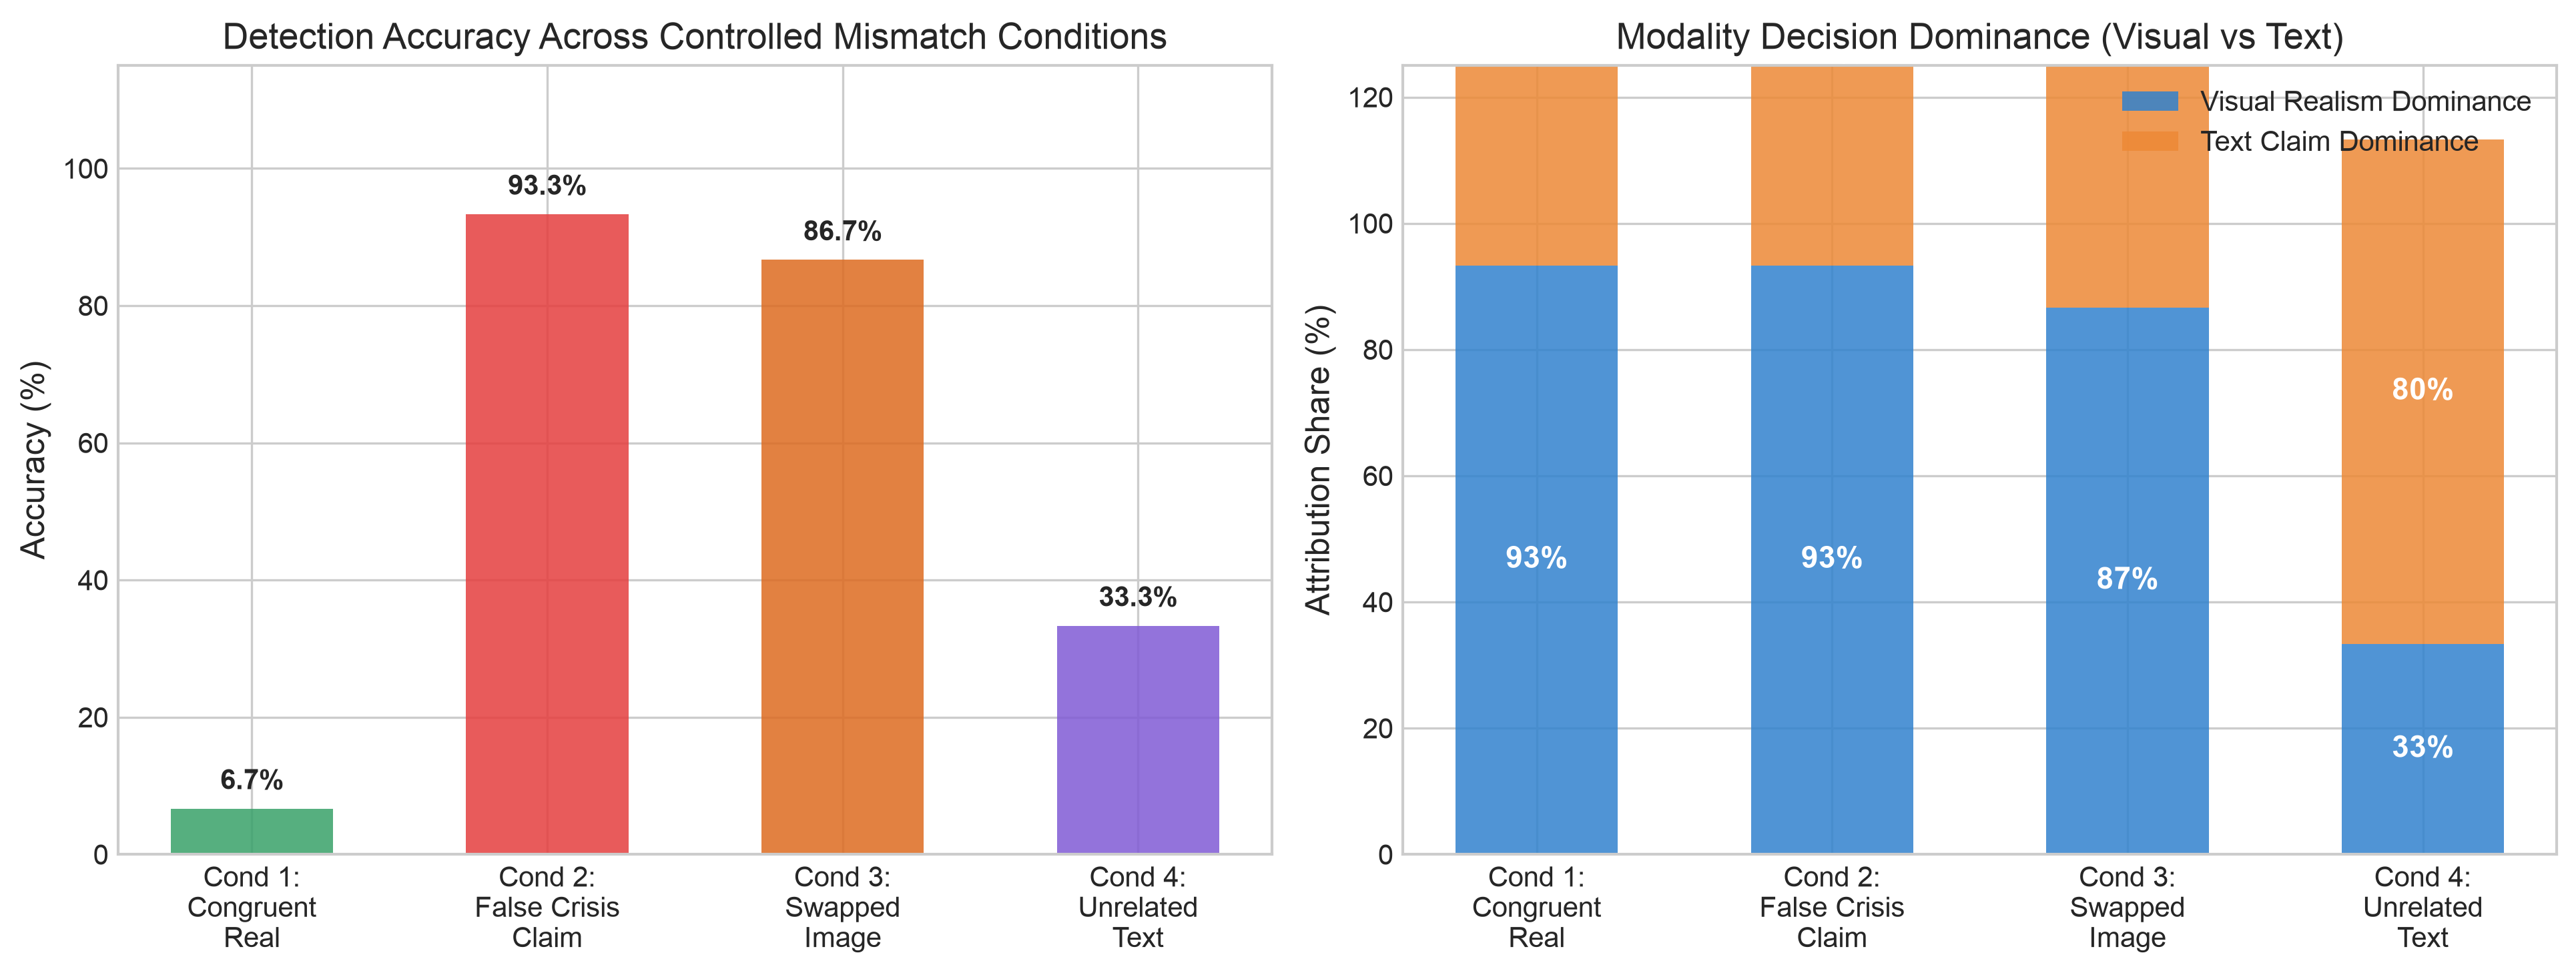 Detection Accuracy Across Controlled Mismatch Conditions
Accuracy (%)
100
80
60
40
20
0
6.7%
93.3%
86.7%
33.3%
Cond 1:
Congruent
Real
Cond 2:
False Crisis
Claim
Cond 3:
Swapped
Image
Cond 4:
Unrelated
Text
Modality Decision Dominance (Visual vs Text)
Attribution Share (%)
120
100
80
60
40
20
0
Visual Realism Dominance
Text Claim Dominance
93%
93%
87%
80%
33%
Cond 1:
Congruent
Real
Cond 2:
False Crisis
Claim
Cond 3:
Swapped
Image
Cond 4:
Unrelated
Text